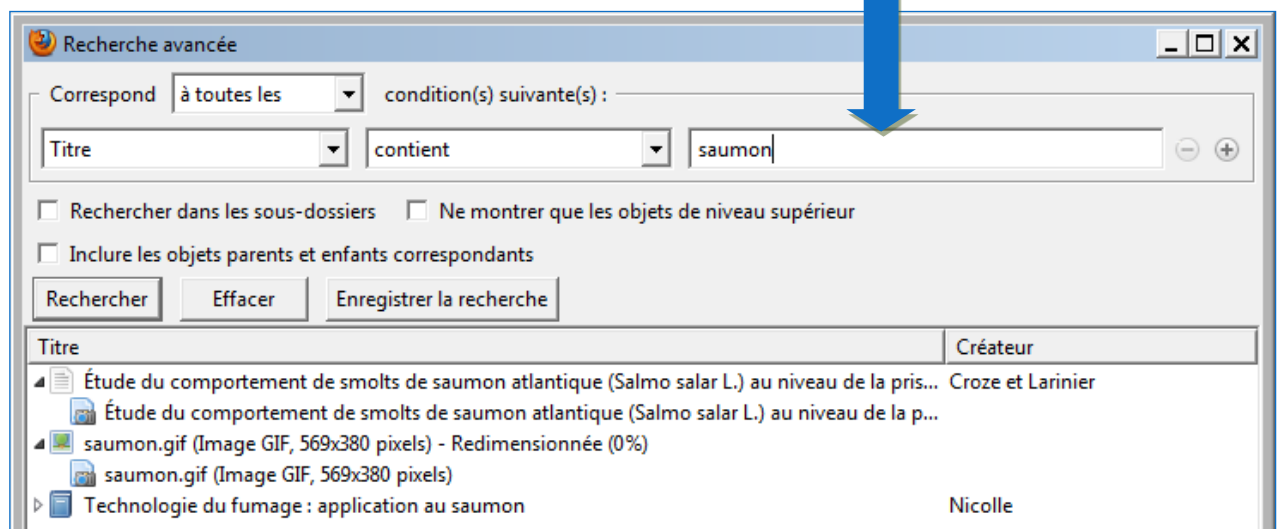 Recherche avancée
Correspond à toutes les condition(s) suivante(s) :
Titre contient saumon
Rechercher dans les sous-dossiers Ne montrer que les objets de niveau supérieur
Inclure les objets parents et enfants correspondants
Rechercher Effacer Enregistrer la recherche
Titre Créateur
Étude du comportement de smolts de saumon atlantique (Salmo salar L.) au niveau de la pris... Croze et Larinier
Étude du comportement de smolts de saumon atlantique (Salmo salar L.) au niveau de la p...
saumon.gif (Image GIF, 569x380 pixels) - Redimensionnée (0%)
saumon.gif (Image GIF, 569x380 pixels)
Technologie du fumage : application au saumon Nicolle